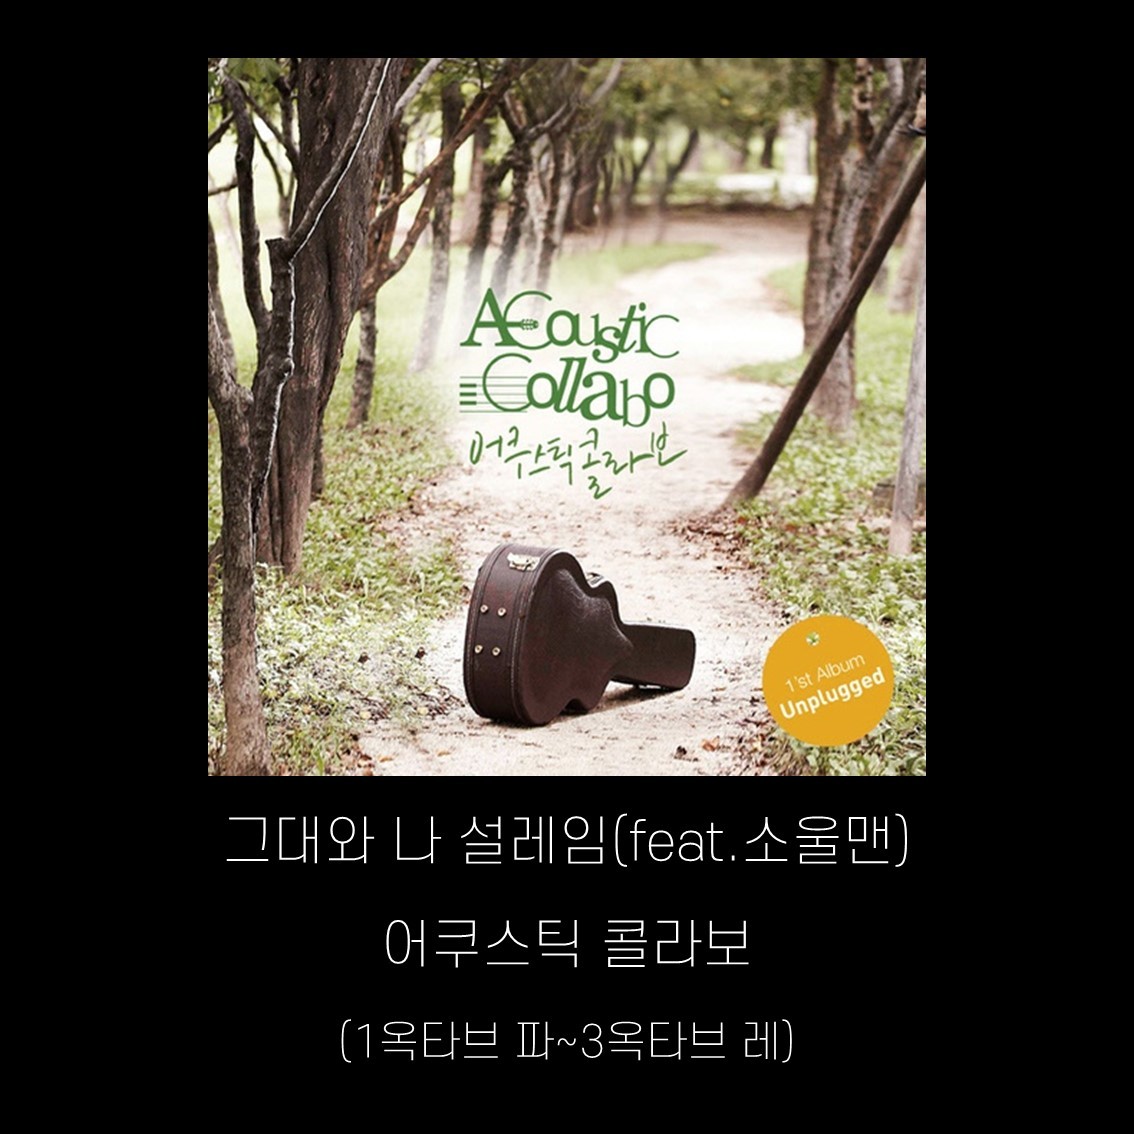 Acoustic
Collabo
어쿠스틱 콜라보
1'st Album
Unplugged
그대와 나 설레임(feat.소울맨)
어쿠스틱 콜라보
(1옥타브 파~3옥타브 레)